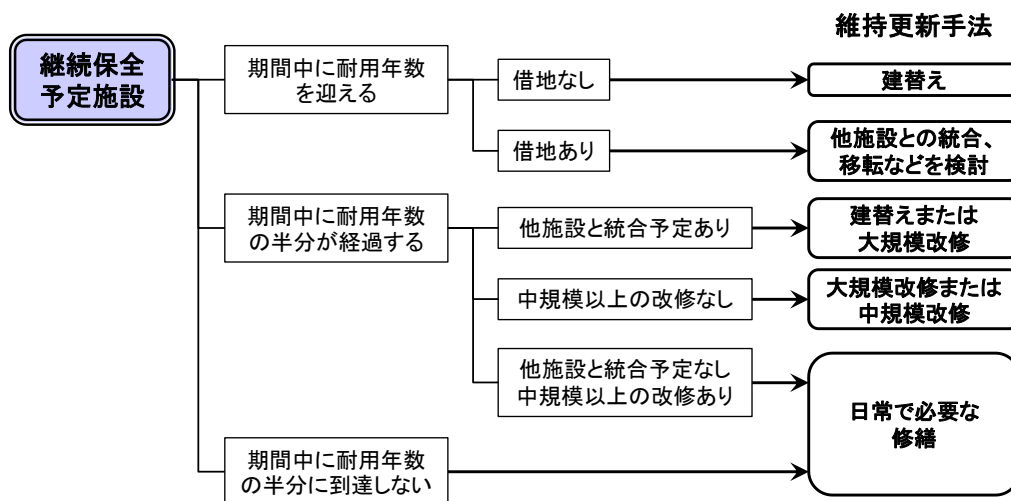 維持更新手法
継続保全
予定施設
期間中に耐用年数
を迎える
借地なし
建替え
借地あり
他施設との統合、
移転などを検討
期間中に耐用年数
の半分が経過する
他施設と統合予定あり
建替えまたは
大規模改修
中規模以上の改修なし
大規模改修または
中規模改修
他施設と統合予定なし
中規模以上の改修あり
日常で必要な
修繕
期間中に耐用年数
の半分に到達しない